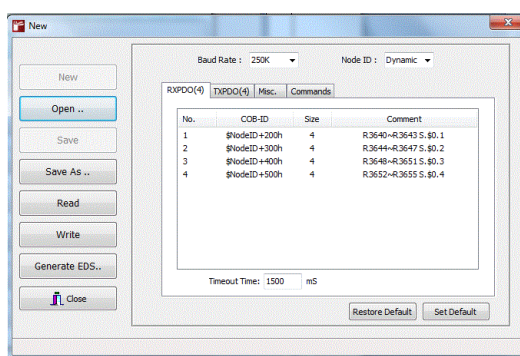 New
Baud Rate : 250K Node ID : Dynamic
New
Open ..
Save
Save As ..
Read
Write
Generate EDS..
Close
RXPDO(4) TXPDO(4) Misc. Commands
No. COB-ID Size Comment
1 $NodeID+200h 4 R3640~R3643 S.$0.1
2 $NodeID+300h 4 R3644~R3647 S.$0.2
3 $NodeID+400h 4 R3648~R3651 S.$0.3
4 $NodeID+500h 4 R3652~R3655 S.$0.4
Timeout Time: 1500 mS
Restore Default Set Default